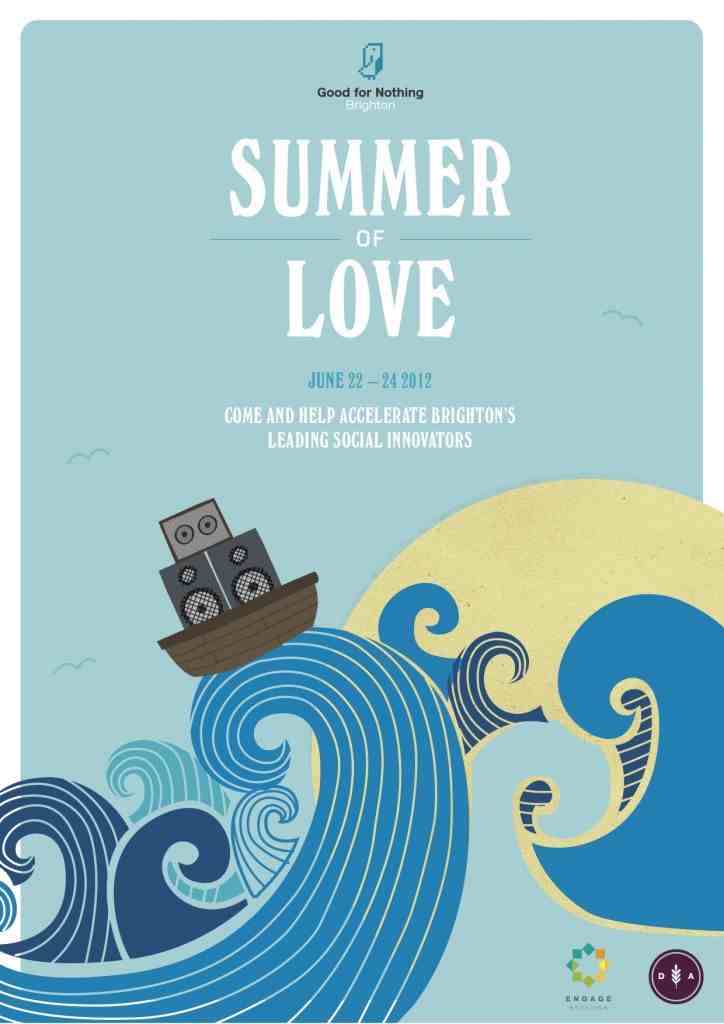 Good for Nothing
Brighton
SUMMER
OF
LOVE
JUNE 22 – 24 2012
COME AND HELP ACCELERATE BRIGHTON'S
LEADING SOCIAL INNOVATORS
ENGAGE
D A